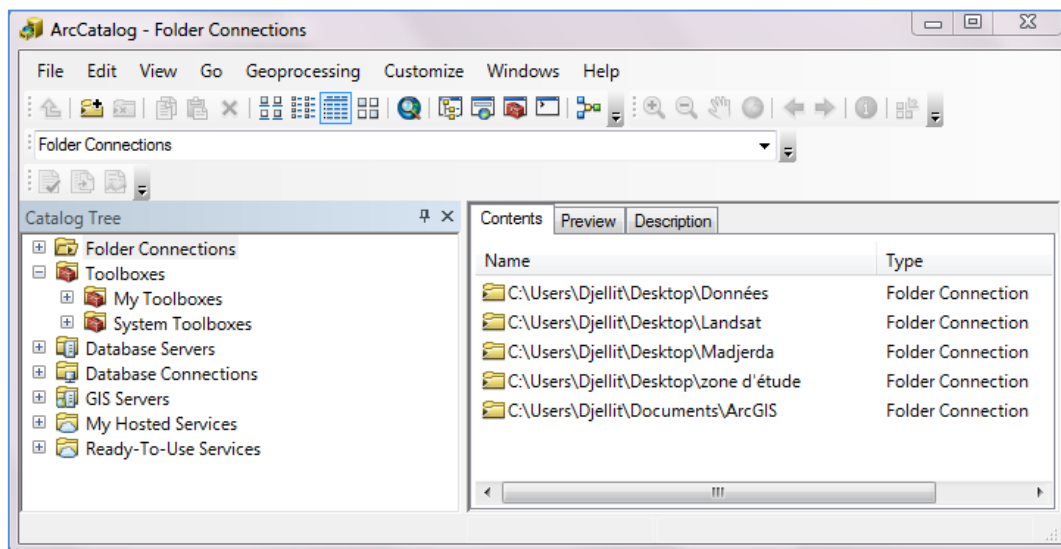 ArcCatalog - Folder Connections
File Edit View Go Geoprocessing Customize Windows Help
Folder Connections
Catalog Tree
Folder Connections
Toolboxes
My Toolboxes
System Toolboxes
Database Servers
Database Connections
GIS Servers
My Hosted Services
Ready-To-Use Services
Contents Preview Description
Name Type
C:\Users\Djellit\Desktop\Données Folder Connection
C:\Users\Djellit\Desktop\Landsat Folder Connection
C:\Users\Djellit\Desktop\Madjerda Folder Connection
C:\Users\Djellit\Desktop\zone d'étude Folder Connection
C:\Users\Djellit\Documents\ArcGIS Folder Connection